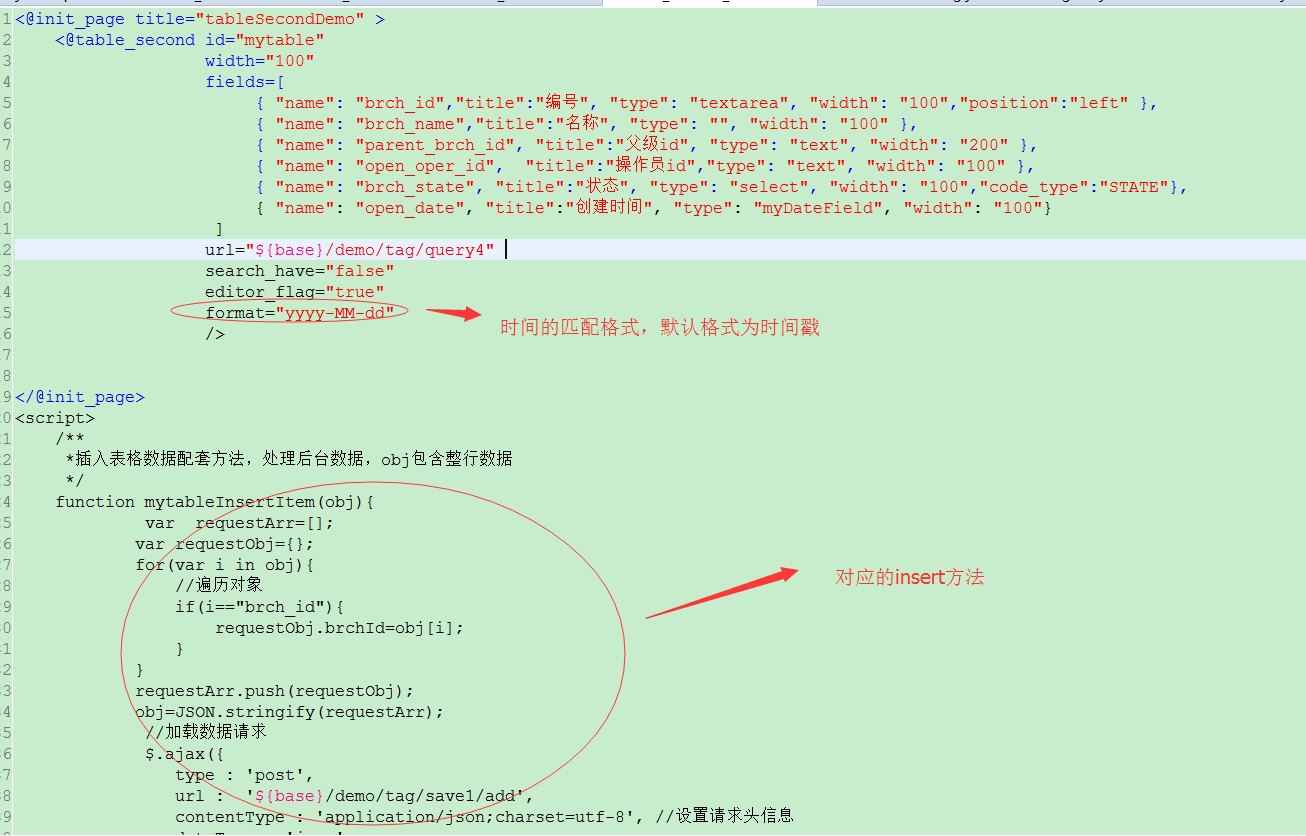 1<@init_page title="tableSecondDemo" >
2    <@table_second id="mytable"
3                   width="100"
4                   fields=[
5                        { "name": "brch_id","title":"编号", "type": "textarea", "width": "100","position":"left" },
6                        { "name": "brch_name","title":"名称", "type": "", "width": "100" },
7                        { "name": "parent_brch_id", "title":"父级id", "type": "text", "width": "200" },
8                        { "name": "open_oper_id",  "title":"操作员id","type": "text", "width": "100" },
9                        { "name": "brch_state", "title":"状态", "type": "select", "width": "100","code_type":"STATE"},
0                        { "name": "open_date", "title":"创建时间", "type": "myDateField", "width": "100"}
1                    ]
2                   url="${base}/demo/tag/query4"
3                   search_have="false"
4                   editor_flag="true"
5                   format="yyyy-MM-dd"
时间的匹配格式，默认格式为时间戳
6                   />
7
8
9</@init_page>
0<script>
1    /**
2     *插入表格数据配套方法，处理后台数据，obj包含整行数据
3     */
4    function mytableInsertItem(obj){
5             var  requestArr=[];
6            var requestObj={};
7            for(var i in obj){
对应的insert方法
8                //遍历对象
9                if(i=="brch_id"){
0                    requestObj.brchId=obj[i];
1                }
2            }
3            requestArr.push(requestObj);
4            obj=JSON.stringify(requestArr);
5             //加载数据请求
6             $.ajax({
7                type : 'post',
8                url :  '${base}/demo/tag/save1/add',
9                contentType : 'application/json;charset=utf-8', //设置请求头信息